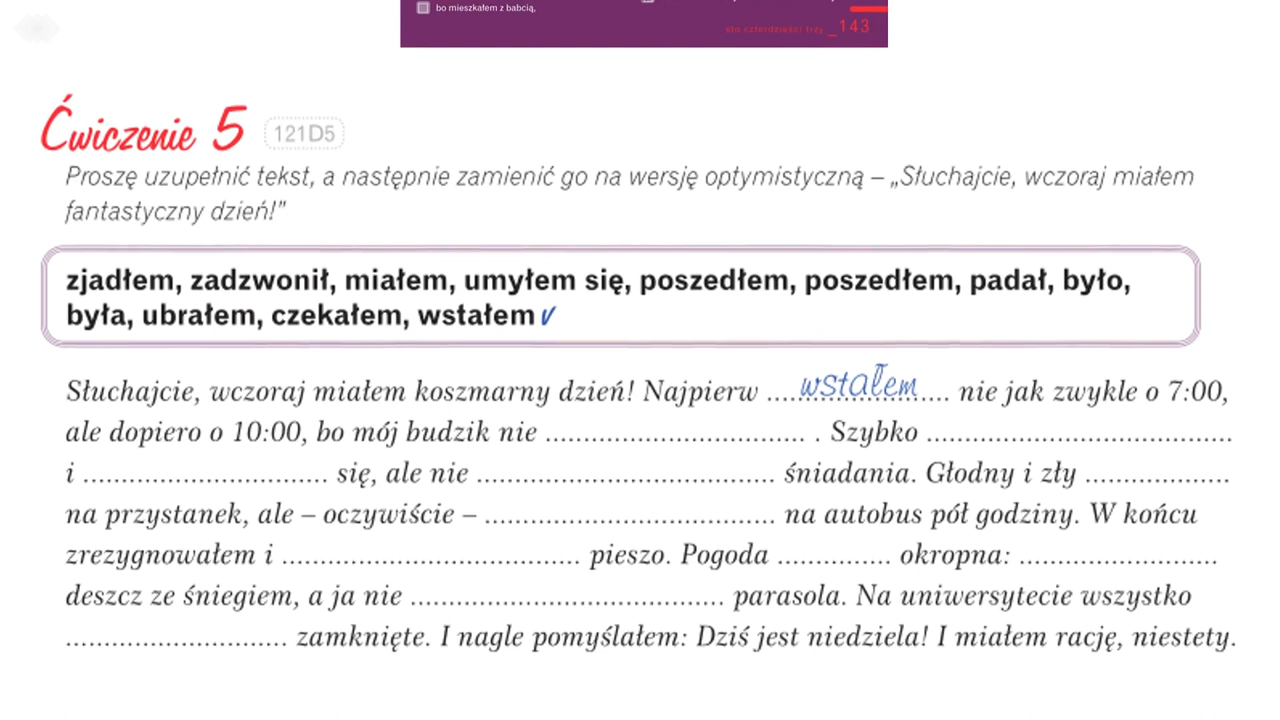 bo mieszkałem z babcią,
sto czterdzieści trzy _143
Ćwiczenie 5 121D5
Proszę uzupełnić tekst, a następnie zamienić go na wersję optymistyczną – „Słuchajcie, wczoraj miałem
fantastyczny dzień!”
zjadłem, zadzwonił, miałem, umyłem się, poszedłem, poszedłem, padał, było,
była, ubrałem, czekałem, wstałem ✓
Słuchajcie, wczoraj miałem koszmarny dzień! Najpierw ....wstałem.... nie jak zwykle o 7:00,
ale dopiero o 10:00, bo mój budzik nie .................................. . Szybko ........................................
i ................................ się, ale nie ....................................... śniadania. Głodny i zły ...................
na przystanek, ale – oczywiście – ...................................... na autobus pół godziny. W końcu
zrezygnowałem i ....................................... pieszo. Pogoda ............... okropna: ..........................
deszcz ze śniegiem, a ja nie ......................................... parasola. Na uniwersytecie wszystko
............................. zamknięte. I nagle pomyślałem: Dziś jest niedziela! I miałem rację, niestety.